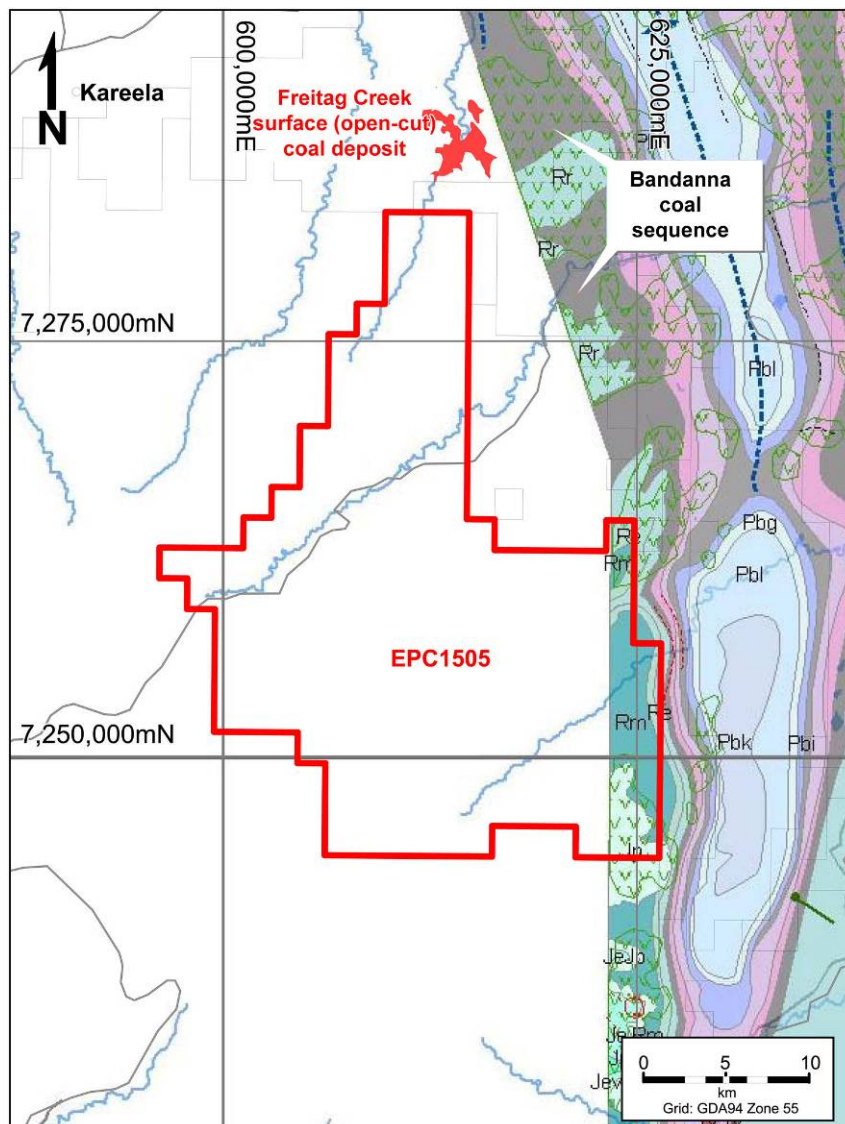 600,000mE
625,000mE
Kareela
N
Freitag Creek
surface (open-cut)
coal deposit
Bandanna
coal
sequence
Rr
Rr
Rr
7,275,000mN
Pbl
Pbg
Pbl
Re
Rm
EPC1505
Re
Rm
7,250,000mN
Pbk
Pbi
Jp
JeJb
0 5 10
km
Grid: GDA94 Zone 55